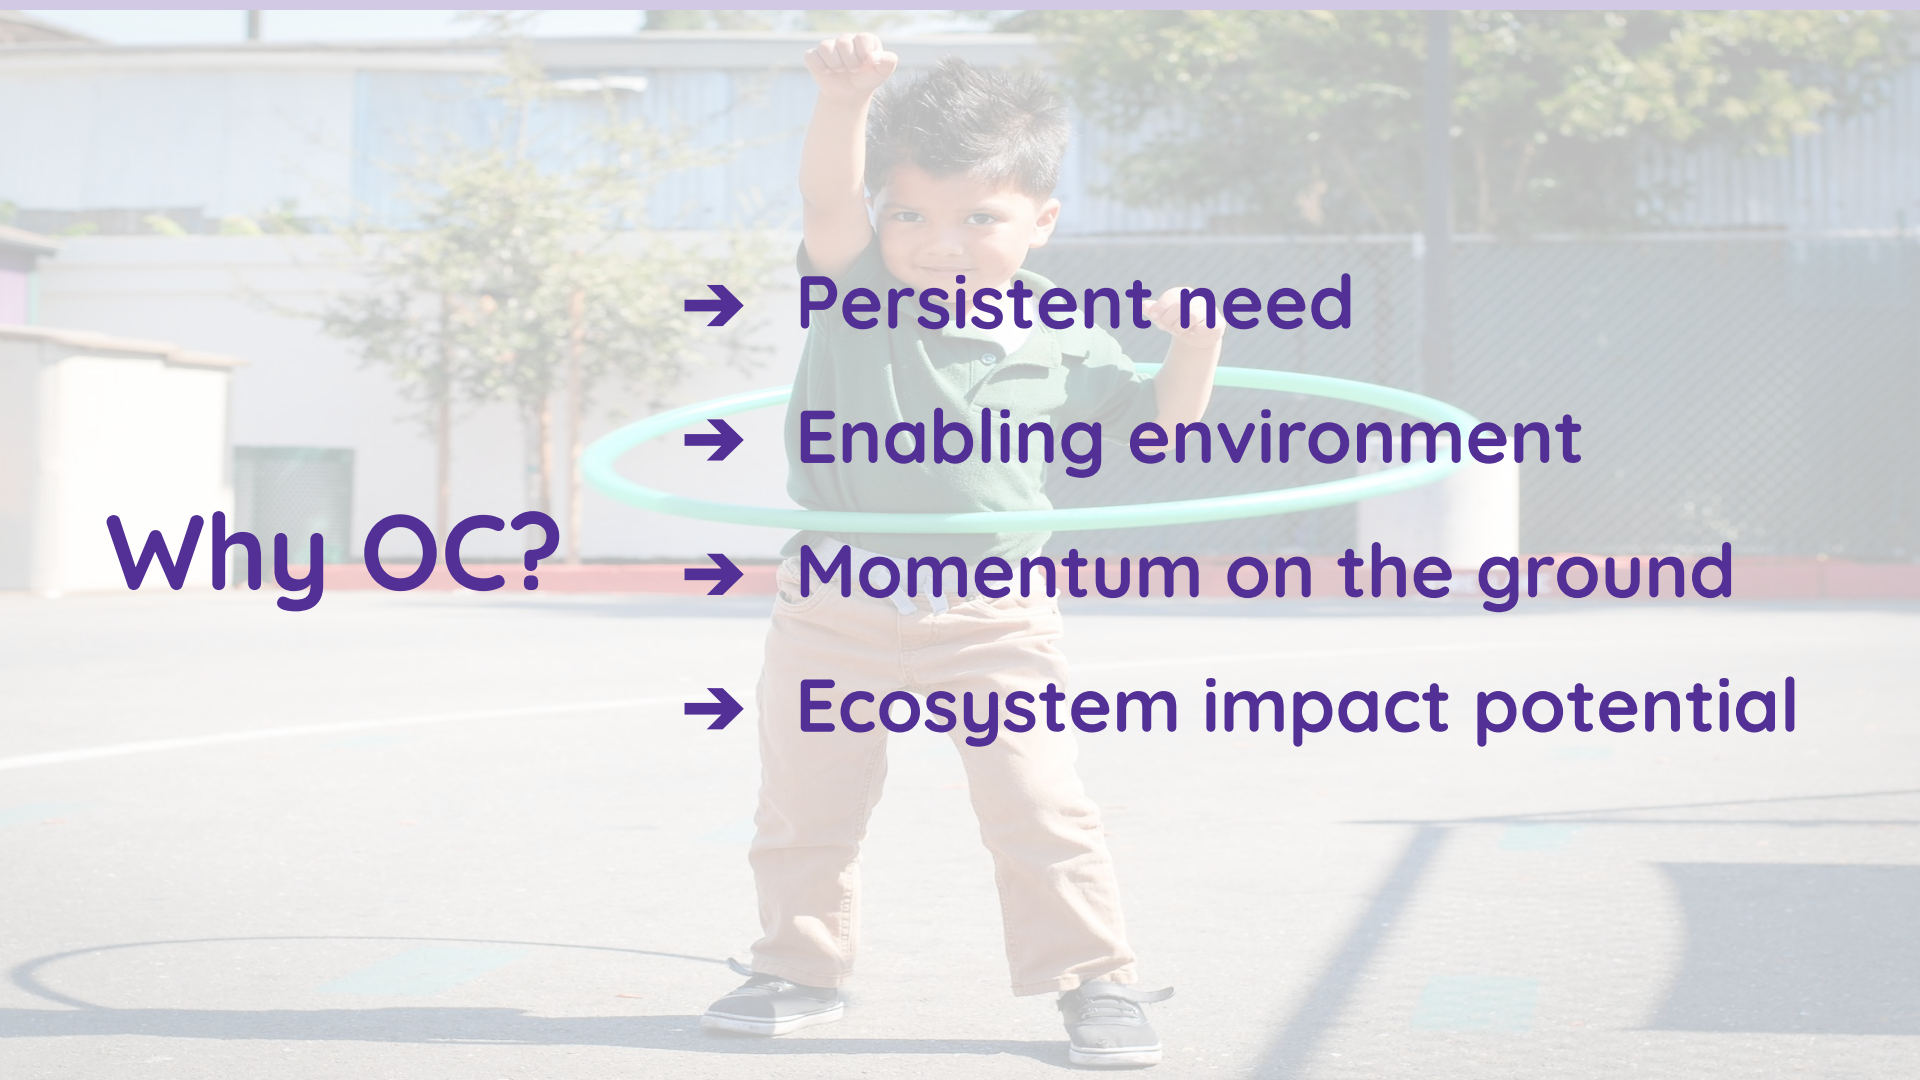 Why OC?
➔ Persistent need
➔ Enabling environment
➔ Momentum on the ground
➔ Ecosystem impact potential